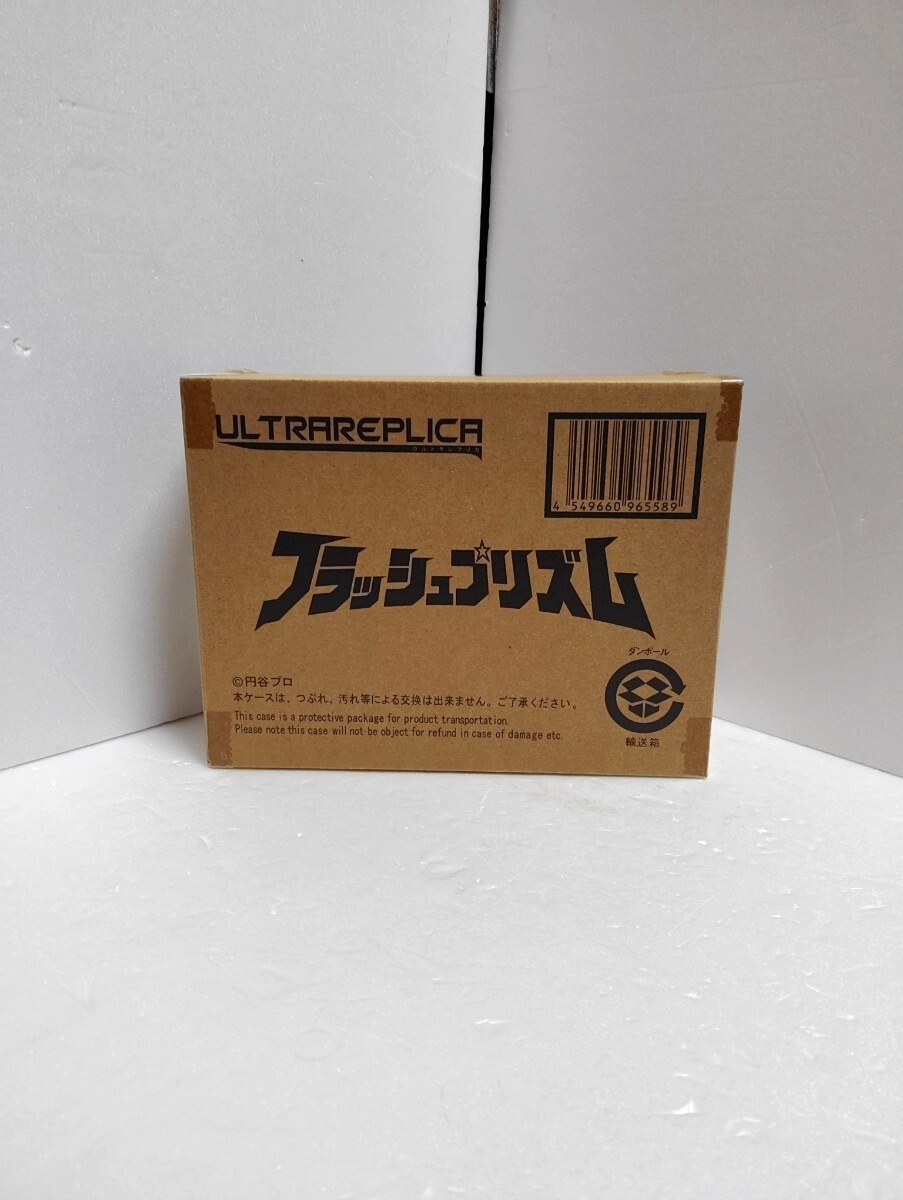 ULTRAREPLICA
ウルトラレプリカ
4 549660 965589
フラッシュプリズム
ダンボール
©円谷プロ
本ケースは、つぶれ、汚れ等による交換は出来ません。ご了承ください。
This case is a protective package for product transportation.
Please note this case will not be object for refund in case of damage etc.
輸送箱